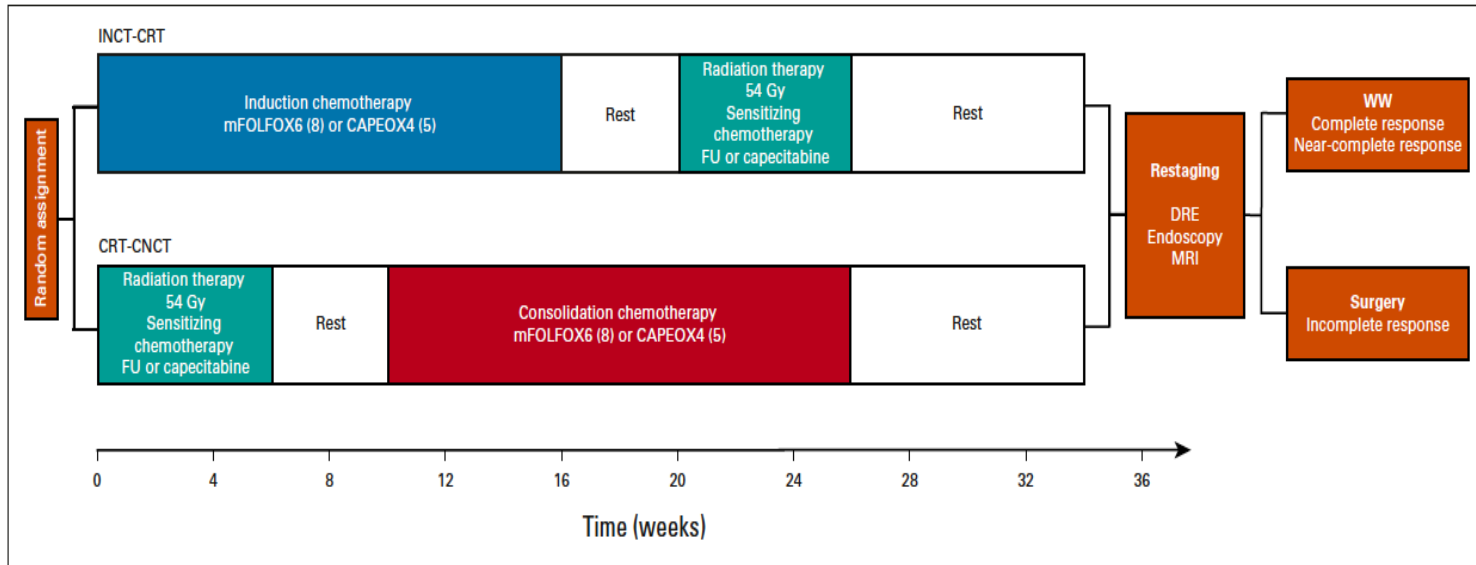 INCT-CRT
Random assignment
Induction chemotherapy
mFOLFOX6 (8) or CAPEOX4 (5)
Rest
Radiation therapy
54 Gy
Sensitizing
chemotherapy
FU or capecitabine
Rest
CRT-CNCT
Radiation therapy
54 Gy
Sensitizing
chemotherapy
FU or capecitabine
Rest
Consolidation chemotherapy
mFOLFOX6 (8) or CAPEOX4 (5)
Rest
Restaging
DRE
Endoscopy
MRI
WW
Complete response
Near-complete response
Surgery
Incomplete response
0 4 8 12 16 20 24 28 32 36
Time (weeks)